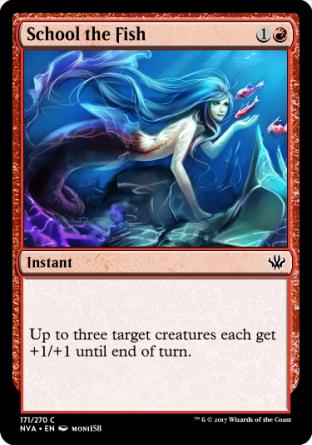 School the Fish 1
Instant
Up to three target creatures each get
+1/+1 until end of turn.
171/270 C
NVA • EN MONI158
™ & © 2017 Wizards of the Coast